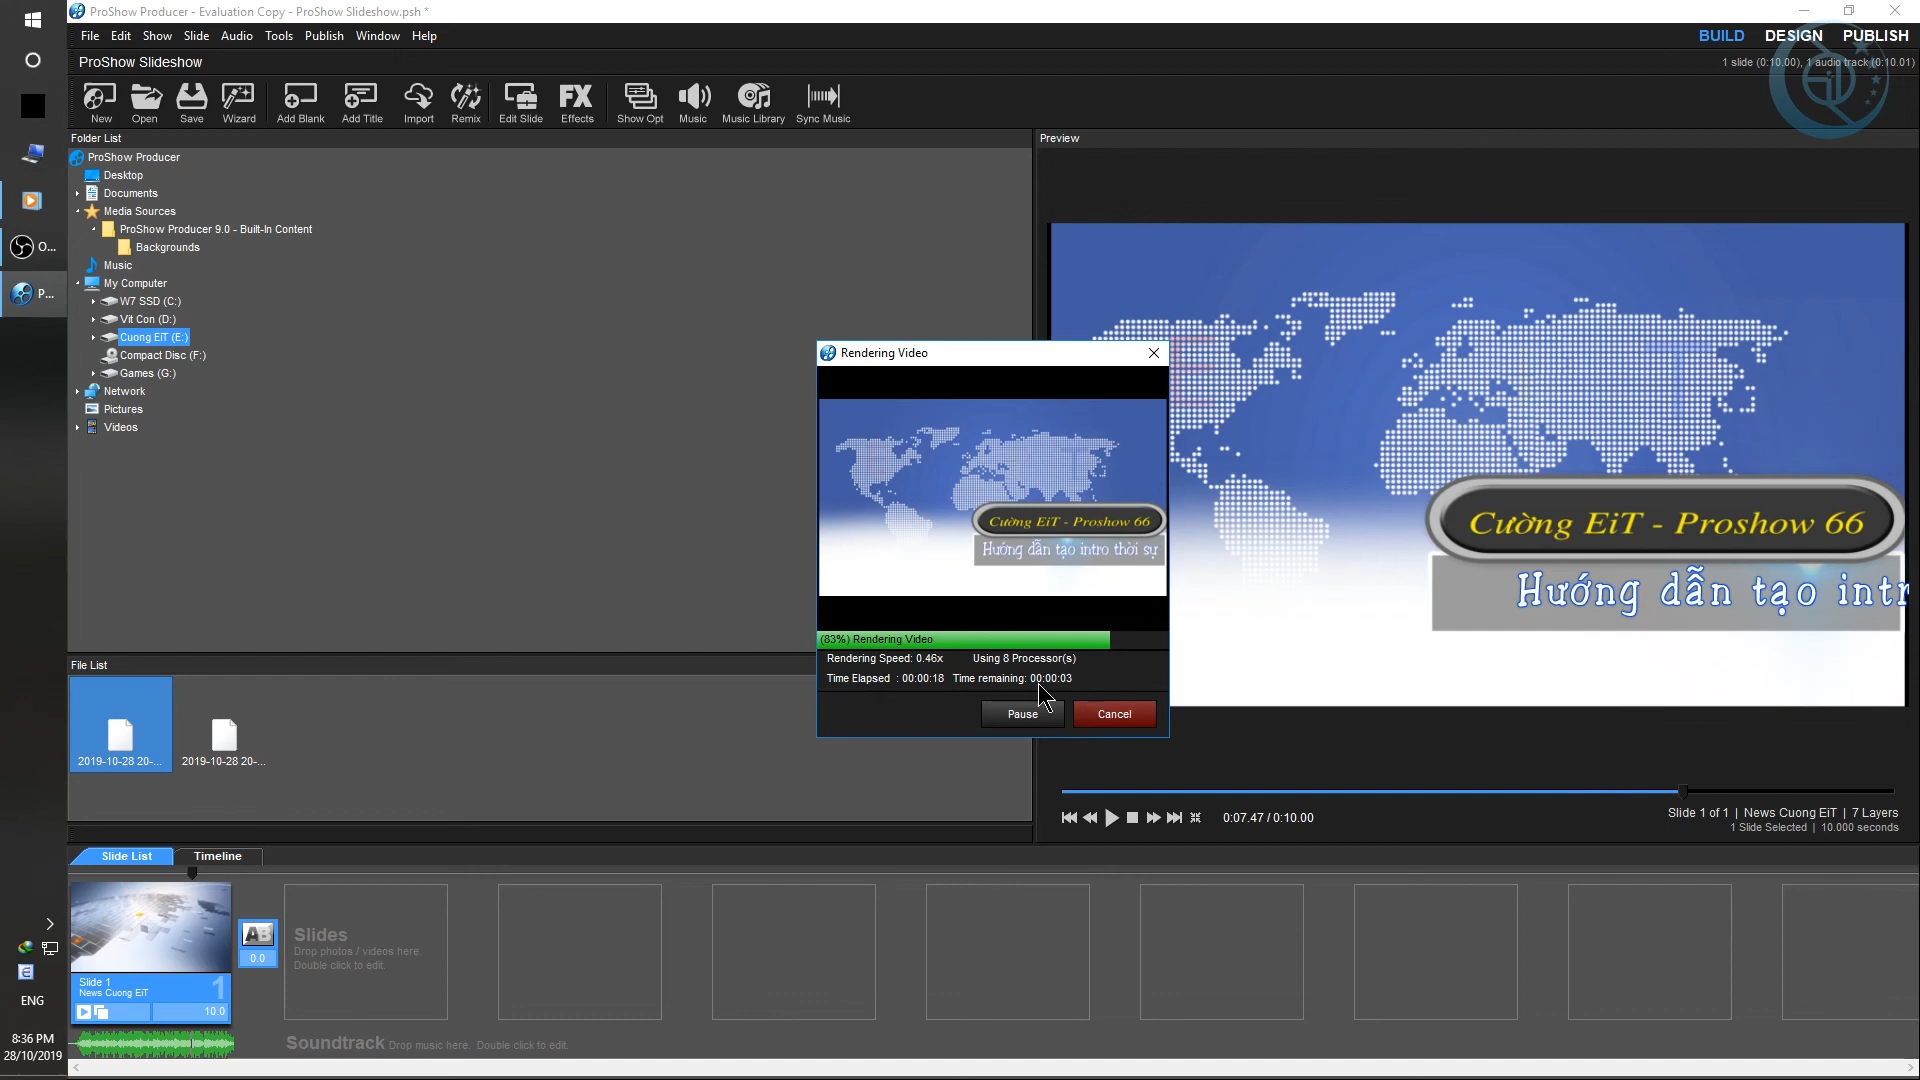 ProShow Producer - Evaluation Copy - ProShow Slideshow.psh *
File Edit Show Slide Audio Tools Publish Window Help
BUILD DESIGN PUBLISH
ProShow Slideshow
1 slide (0:10.00), 1 audio track (0:10.01)
New Open Save Wizard Add Blank Add Title Import Remix Edit Slide FX Effects Show Opt Music Music Library Sync Music
EiT
Folder List
Preview
ProShow Producer
Desktop
Documents
Media Sources
ProShow Producer 9.0 - Built-In Content
Backgrounds
Music
My Computer
W7 SSD (C:)
Vit Con (D:)
Cuong EiT (E:)
Compact Disc (F:)
Games (G:)
Network
Pictures
Videos
O...
P...
Rendering Video
Cường EiT - Proshow 66
Hướng dẫn tạo intro thời sự
(83%) Rendering Video
Rendering Speed: 0.46x Using 8 Processor(s)
Time Elapsed : 00:00:18 Time remaining: 00:00:03
Pause Cancel
Cường EiT - Proshow 66
Hướng dẫn tạo intr
File List
2019-10-28 20-... 2019-10-28 20-...
0:07.47 / 0:10.00
Slide 1 of 1 | News Cuong EiT | 7 Layers
1 Slide Selected | 10.000 seconds
Slide List Timeline
AB
0.0
Slides
Drop photos / videos here.
Double click to edit.
Slide 1
News Cuong EiT
1
10.0
Soundtrack Drop music here. Double click to edit.
E
ENG
8:36 PM
28/10/2019